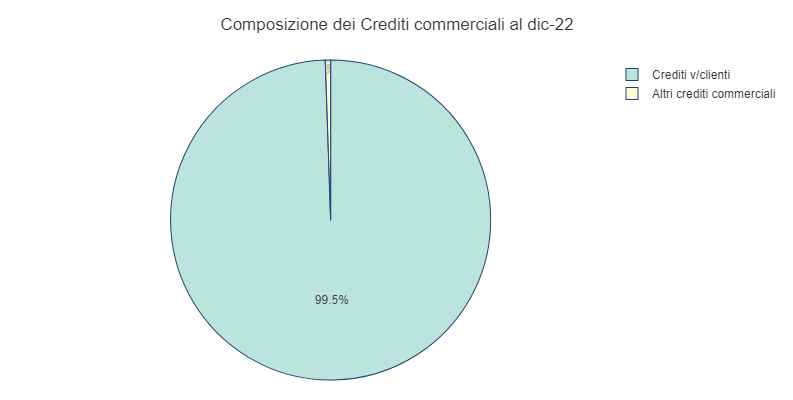 Composizione dei Crediti commerciali al dic-22
Crediti v/clienti
Altri crediti commerciali
99.5%